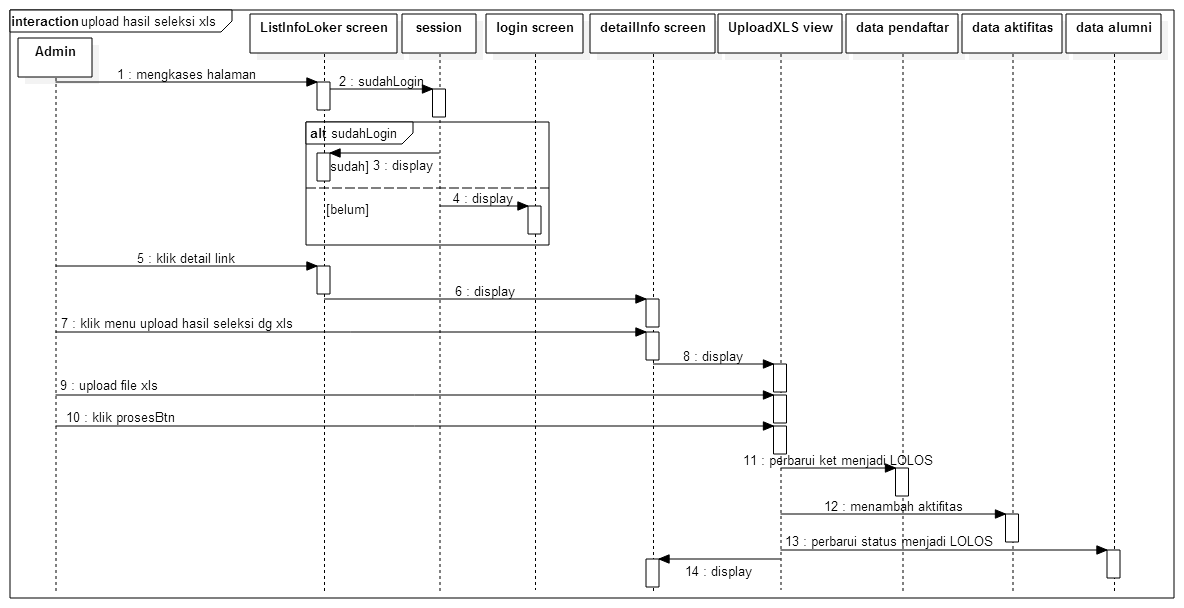 interaction upload hasil seleksi xls
Admin
ListInfoLoker screen
session
login screen
detailInfo screen
UploadXLS view
data pendaftar
data aktifitas
data alumni
1 : mengkases halaman
2 : sudahLogin
alt sudahLogin
sudah]
3 : display
4 : display
[belum]
5 : klik detail link
6 : display
7 : klik menu upload hasil seleksi dg xls
8 : display
9 : upload file xls
10 : klik prosesBtn
11 : perbarui ket menjadi LOLOS
12 : menambah aktifitas
13 : perbarui status menjadi LOLOS
14 : display